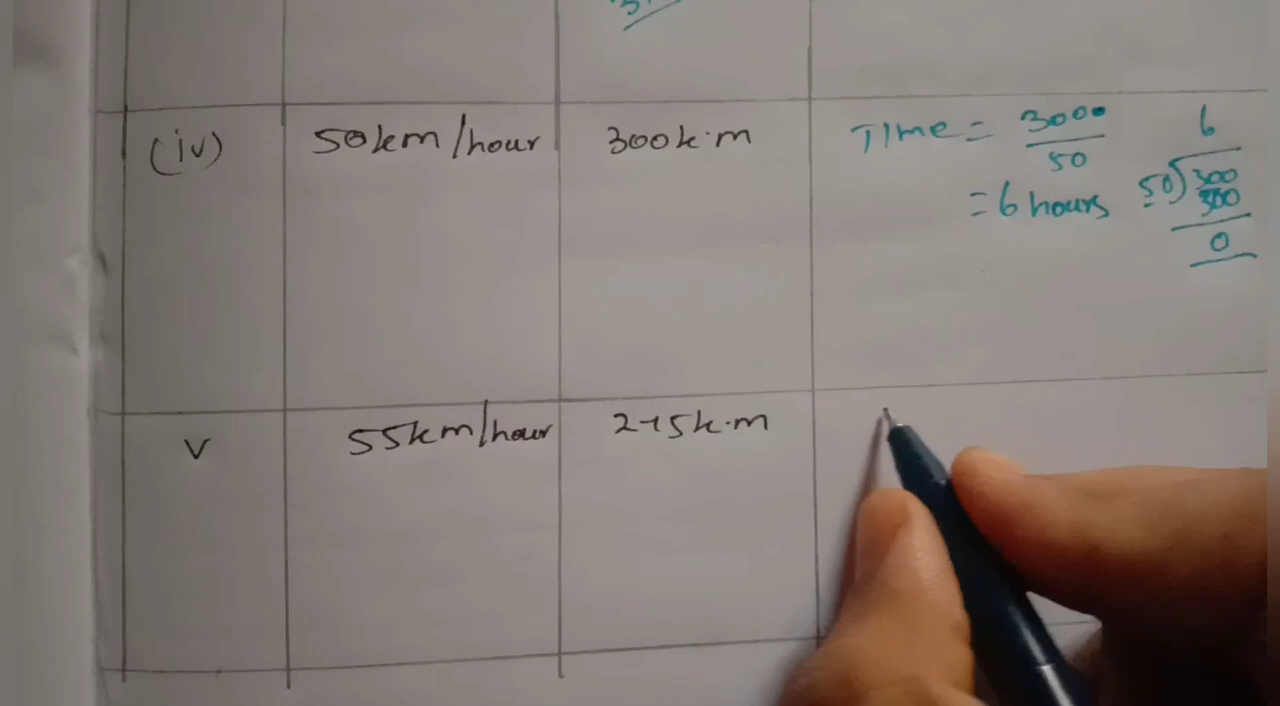 (iv) 50km/hour 300k.m Time = 3000/50 6
= 6 hours 50)300
300
0
v 55km/hour 275k.m